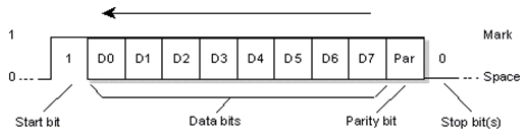 1 Mark
1 D0 D1 D2 D3 D4 D5 D6 D7 Par 0
0 Space
Start bit Data bits Parity bit Stop bit(s)